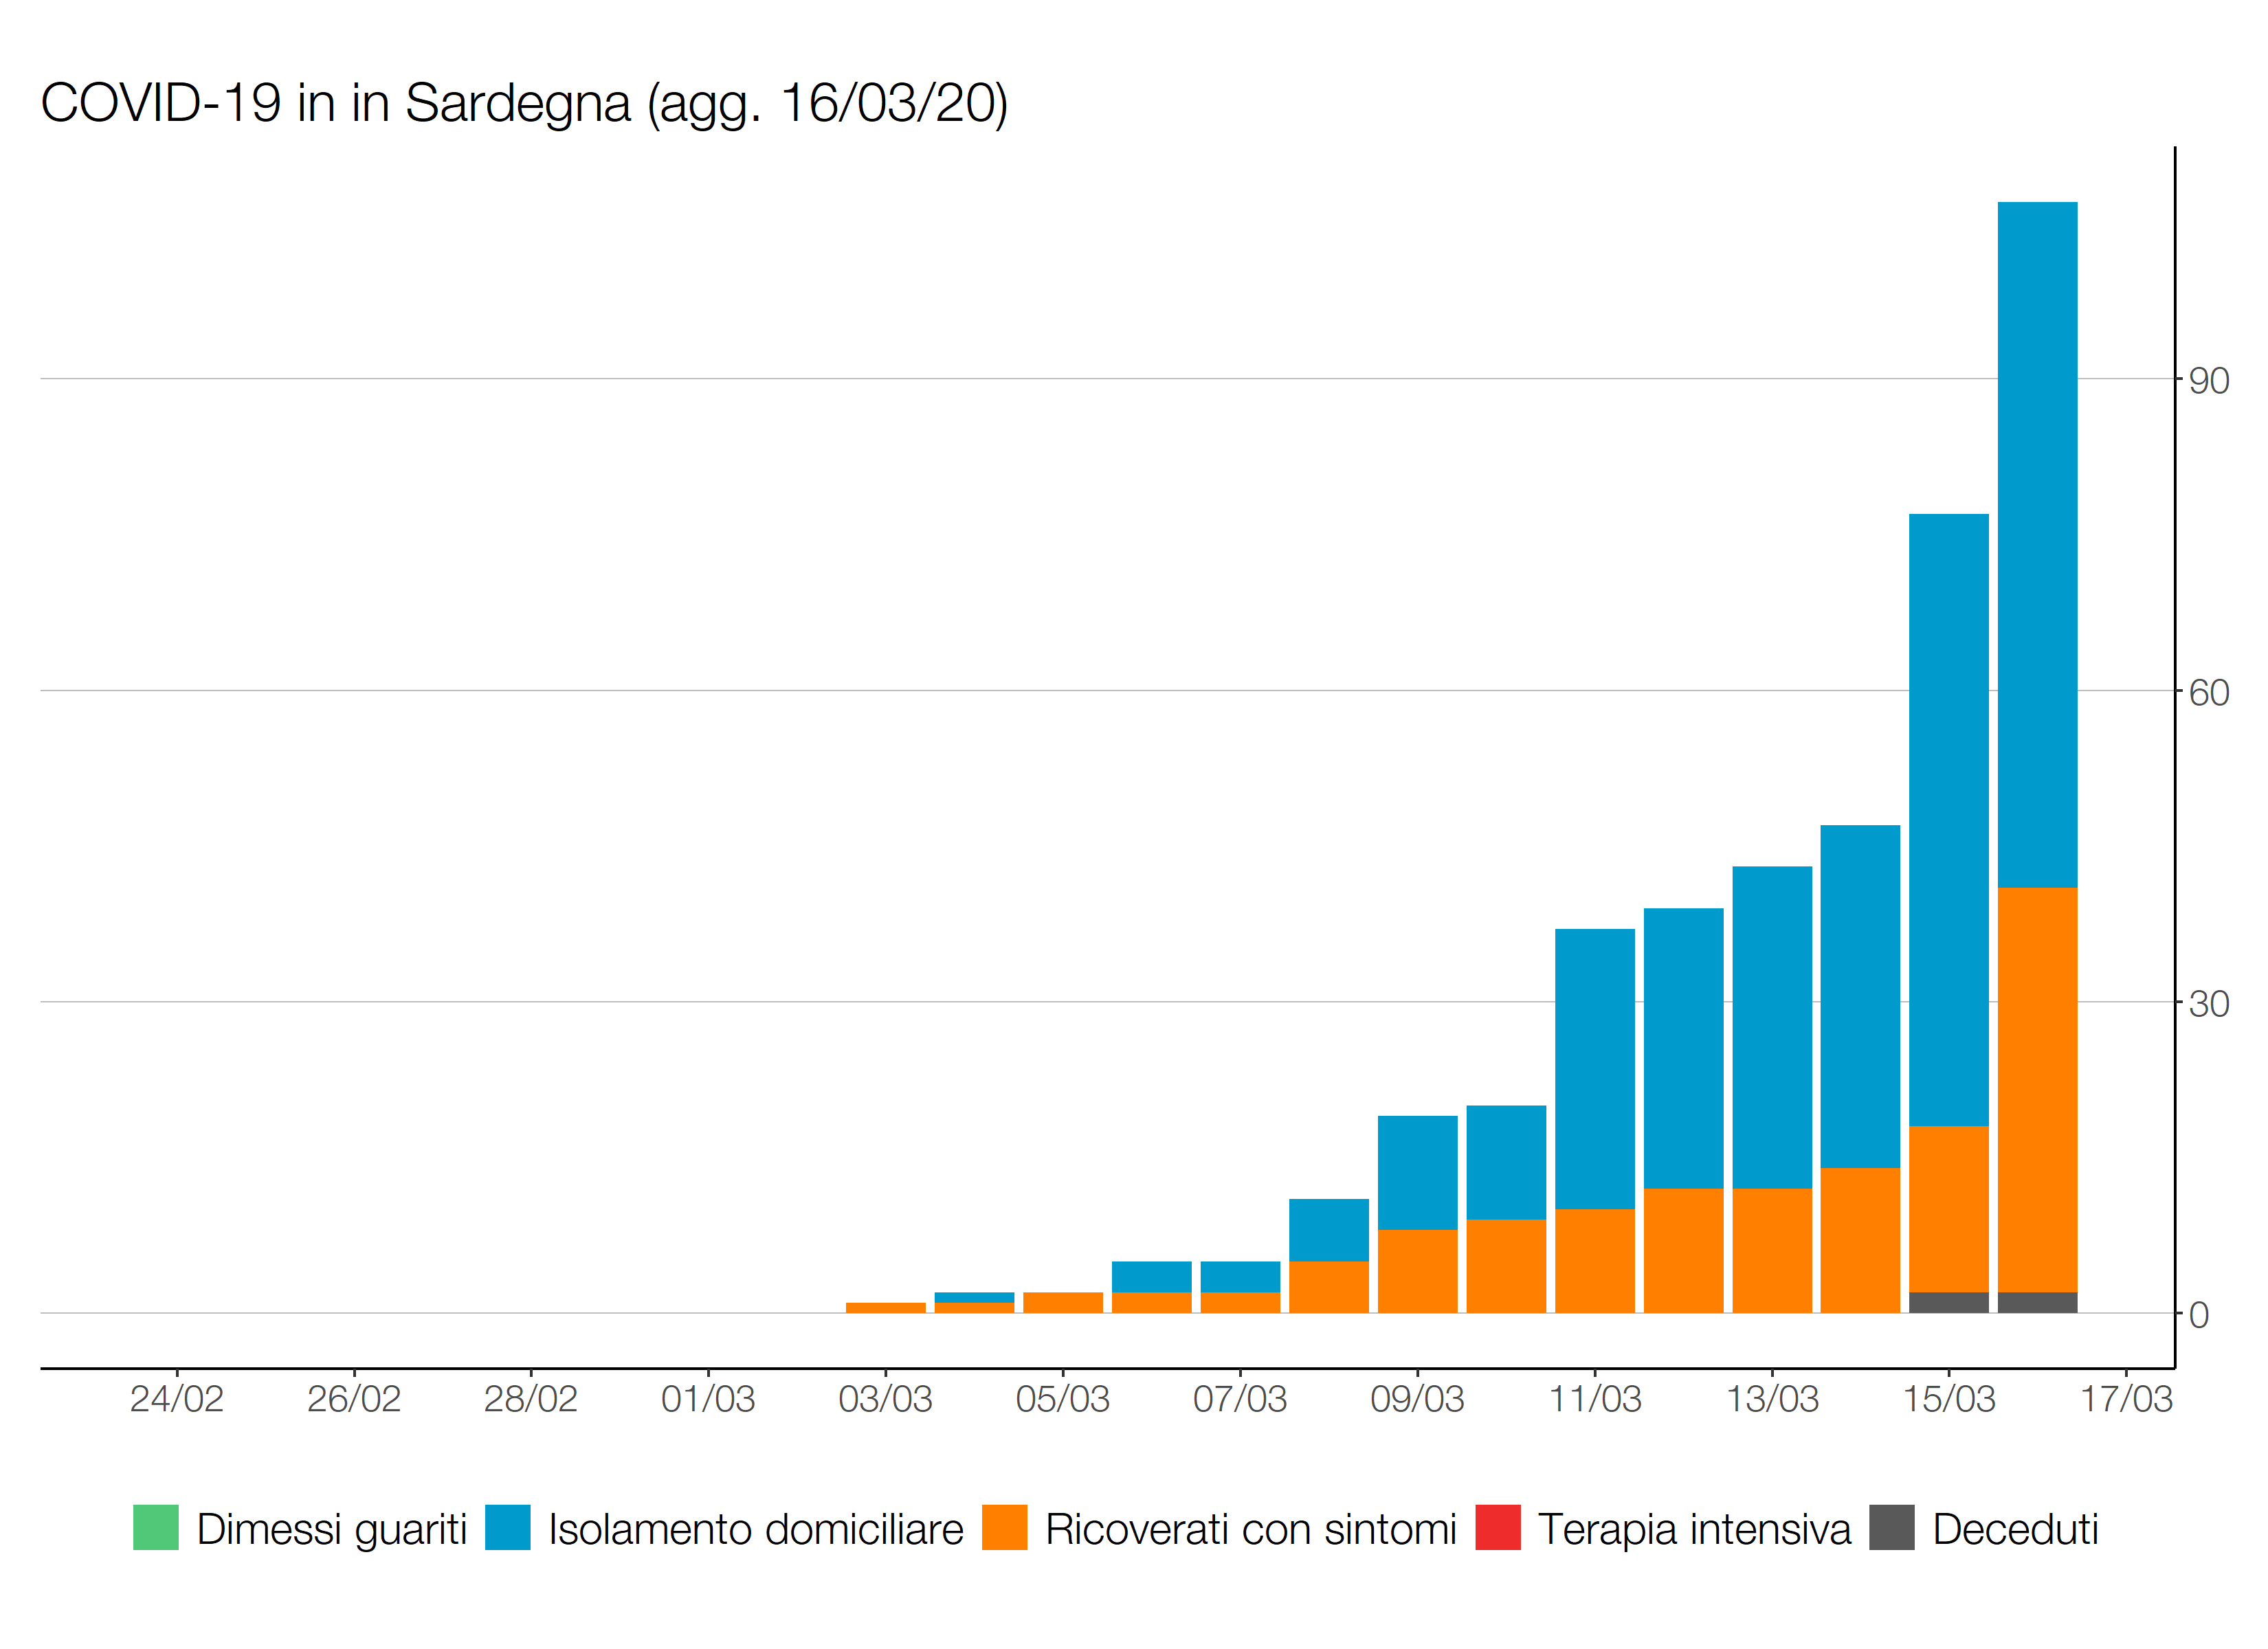 COVID-19 in in Sardegna (agg. 16/03/20)
90
60
30
0
24/02 26/02 28/02 01/03 03/03 05/03 07/03 09/03 11/03 13/03 15/03 17/03
Dimessi guariti Isolamento domiciliare Ricoverati con sintomi Terapia intensiva Deceduti